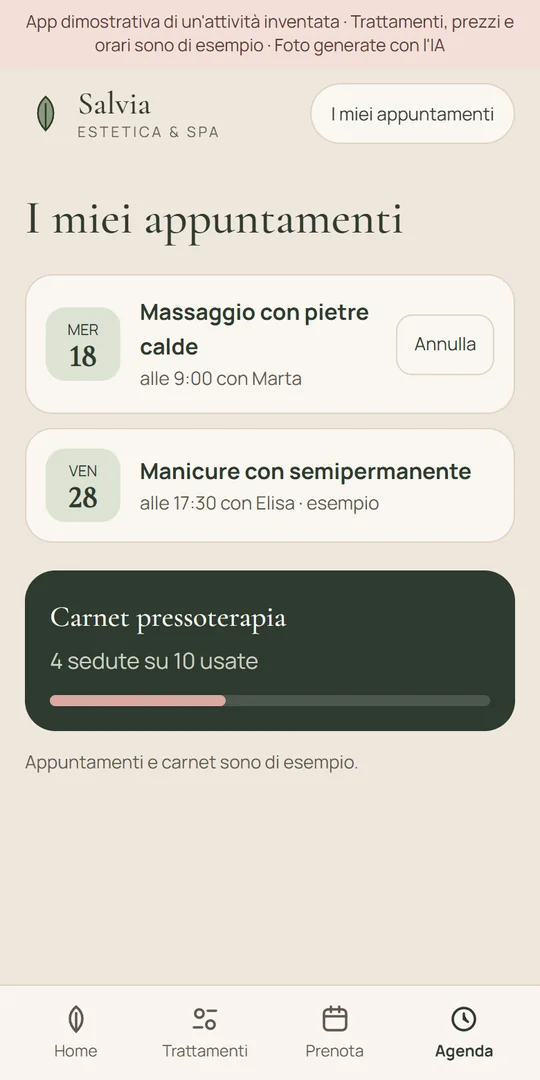 App dimostrativa di un'attività inventata · Trattamenti, prezzi e
orari sono di esempio · Foto generate con l'IA
Salvia
ESTETICA & SPA
I miei appuntamenti
I miei appuntamenti
MER
18
Massaggio con pietre
calde
alle 9:00 con Marta
Annulla
VEN
28
Manicure con semipermanente
alle 17:30 con Elisa · esempio
Carnet pressoterapia
4 sedute su 10 usate
Appuntamenti e carnet sono di esempio.
Home
Trattamenti
Prenota
Agenda